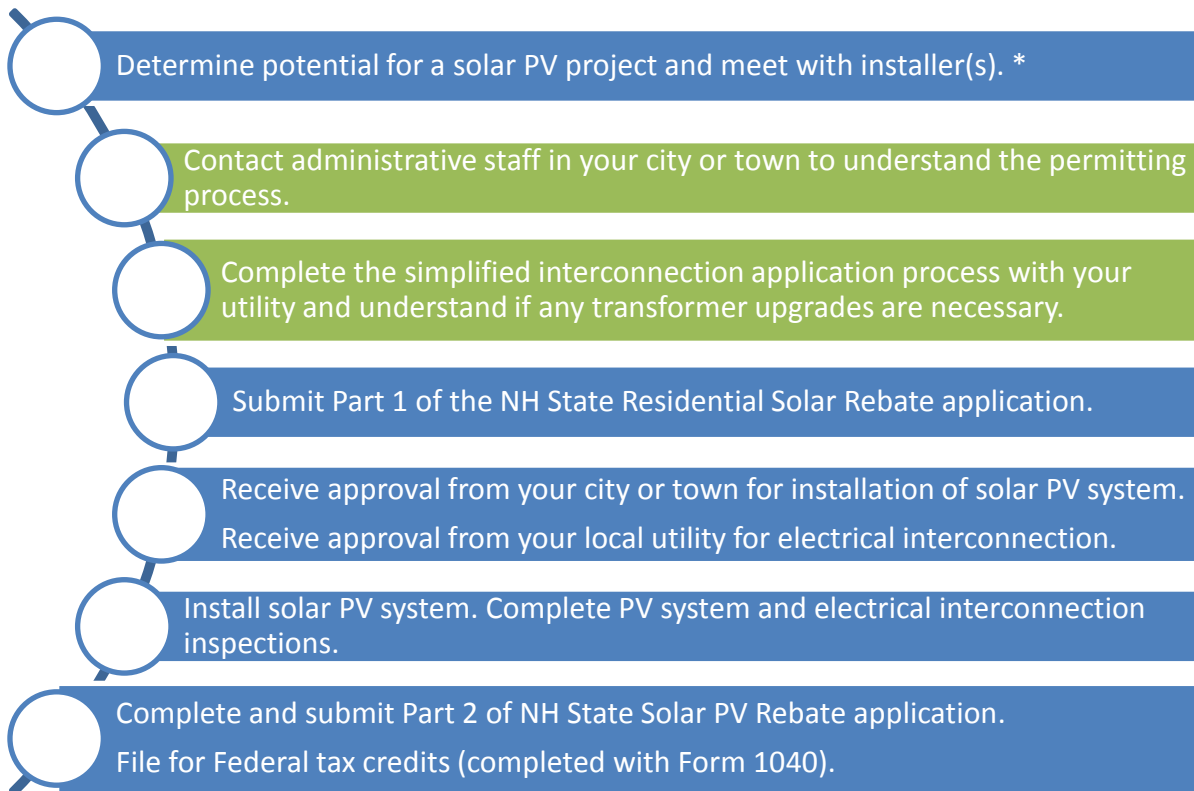 Determine potential for a solar PV project and meet with installer(s). *
Contact administrative staff in your city or town to understand the permitting
process.
Complete the simplified interconnection application process with your
utility and understand if any transformer upgrades are necessary.
Submit Part 1 of the NH State Residential Solar Rebate application.
Receive approval from your city or town for installation of solar PV system.
Receive approval from your local utility for electrical interconnection.
Install solar PV system. Complete PV system and electrical interconnection
inspections.
Complete and submit Part 2 of NH State Solar PV Rebate application.
File for Federal tax credits (completed with Form 1040).